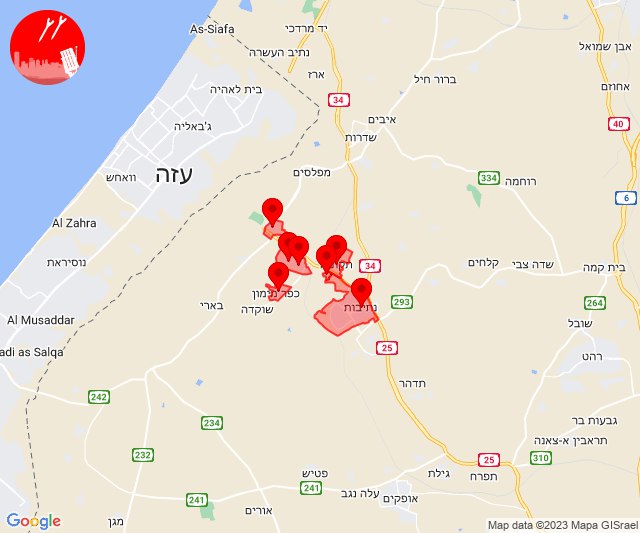 As-Siafa
יד מרדכי
נתיב העשרה
ארז
אבן שמואל
ברור חיל
אחוזם
בית לאהיה
34
איבים
40
ג'באליה
שדרות
וואחש
עזה
מפלסים
334
רוחמה
6
Al Zahra
נוסיראת
34
קלחים
שדה צבי
בית קמה
כפר מימון
בארי
שוקדה
נתיבות
293
264
Al Musaddar
שובל
adi as Salqa
25
רהט
תדהר
242
234
גבעות בר
תראבין א-צאנה
232
310
25
פטיש
גילת
תפרח
241
241
עלה נגב
אופקים
אורים
מגן
Google
Map data ©2023 Mapa GISrael